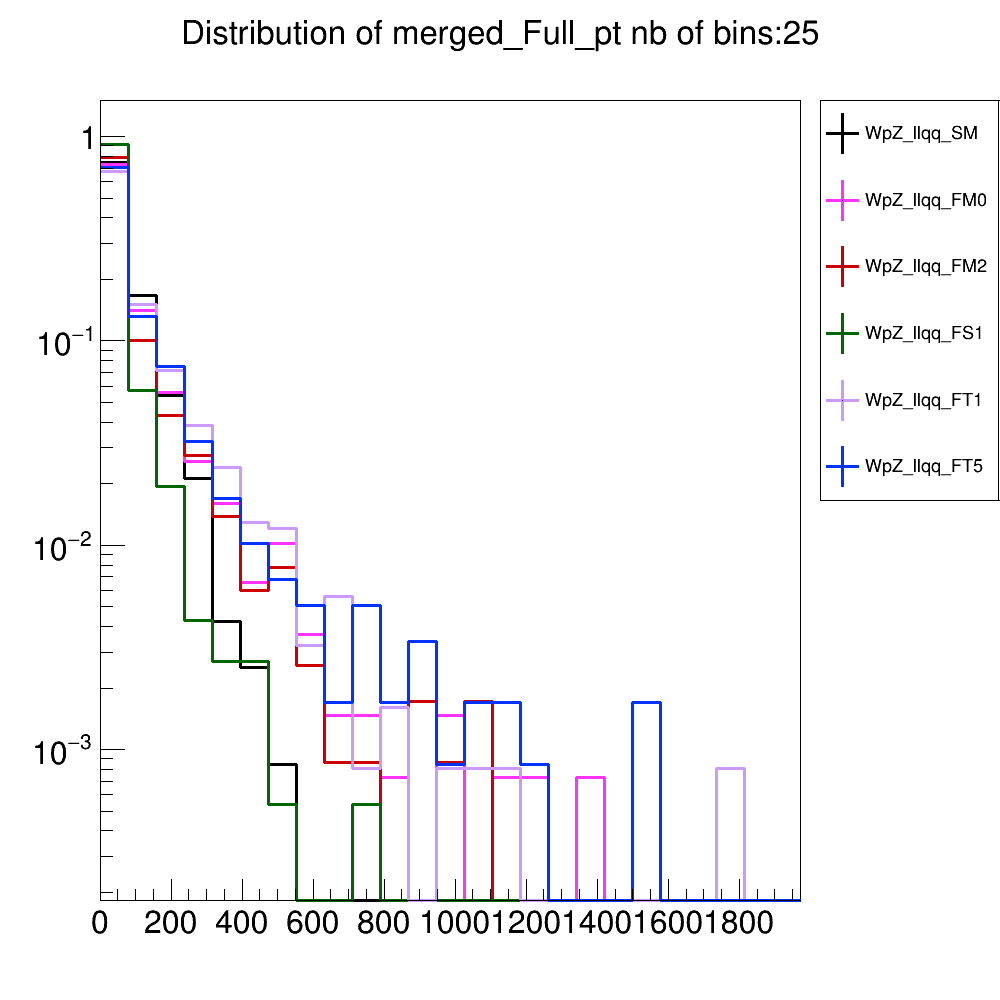 Distribution of merged_Full_pt nb of bins:25
1
10−1
10−2
10−3
0 200 400 600 800 1000 1200 1400 1600 1800
WpZ_llqq_SM
WpZ_llqq_FM0
WpZ_llqq_FM2
WpZ_llqq_FS1
WpZ_llqq_FT1
WpZ_llqq_FT5